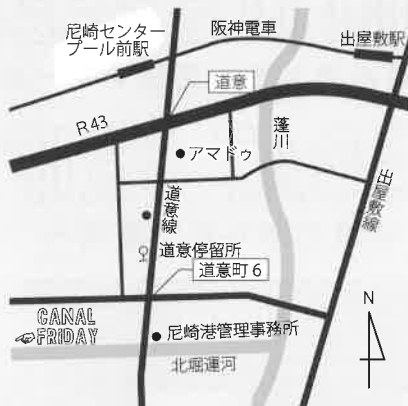 尼崎センター
プール前駅
阪神電車
出屋敷駅
道意
R43
アマドゥ
蓬川
道意線
出屋敷線
道意停留所
道意町6
CANAL
FRIDAY
尼崎港管理事務所
北堀運河
N